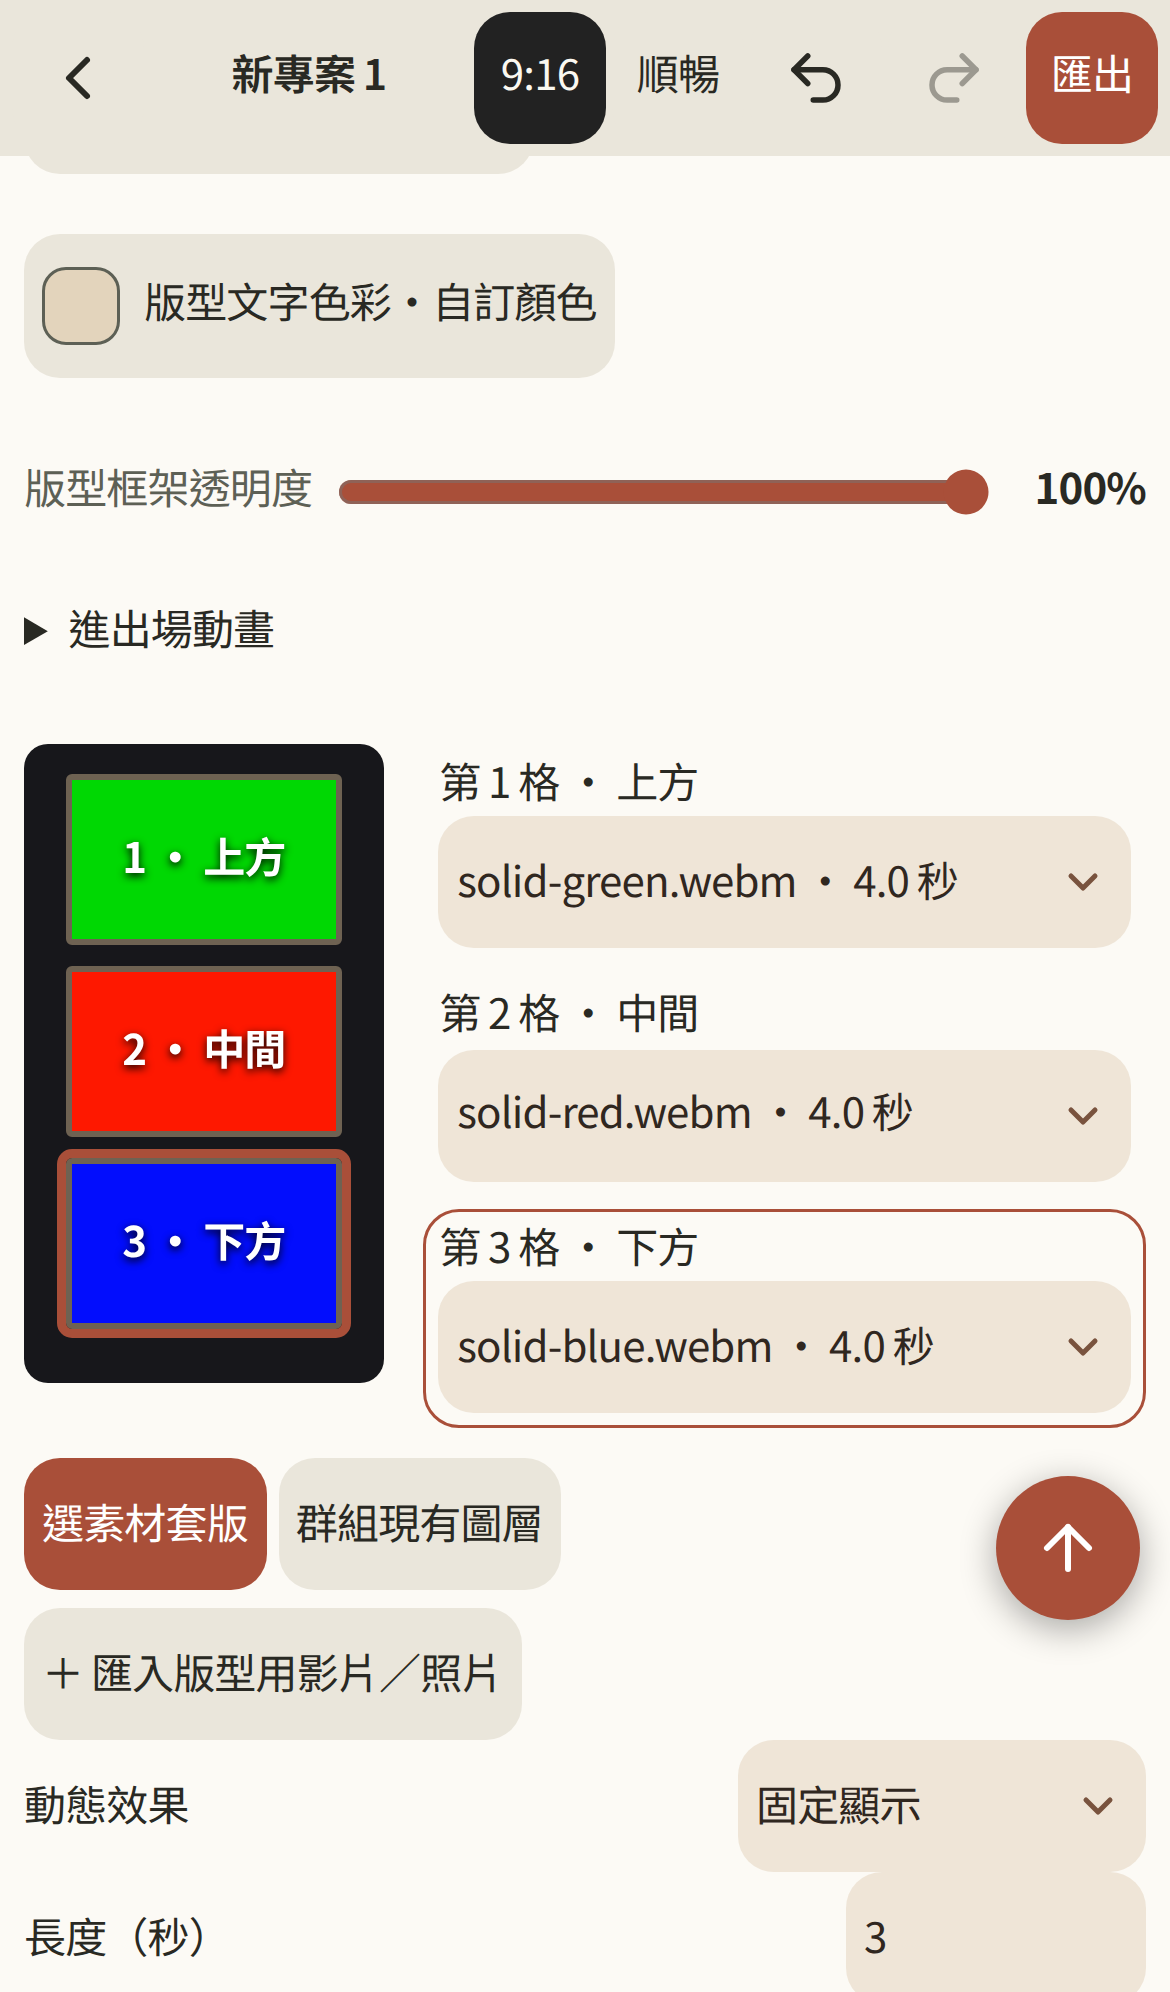 新專案 1
9:16
順暢
匯出
版型文字色彩・自訂顏色
版型框架透明度
100%
進出場動畫
1 ・ 上方
2 ・ 中間
3 ・ 下方
第 1 格 ・ 上方
solid-green.webm ・ 4.0 秒
第 2 格 ・ 中間
solid-red.webm ・ 4.0 秒
第 3 格 ・ 下方
solid-blue.webm ・ 4.0 秒
選素材套版
群組現有圖層
＋ 匯入版型用影片／照片
動態效果
固定顯示
長度（秒）
3